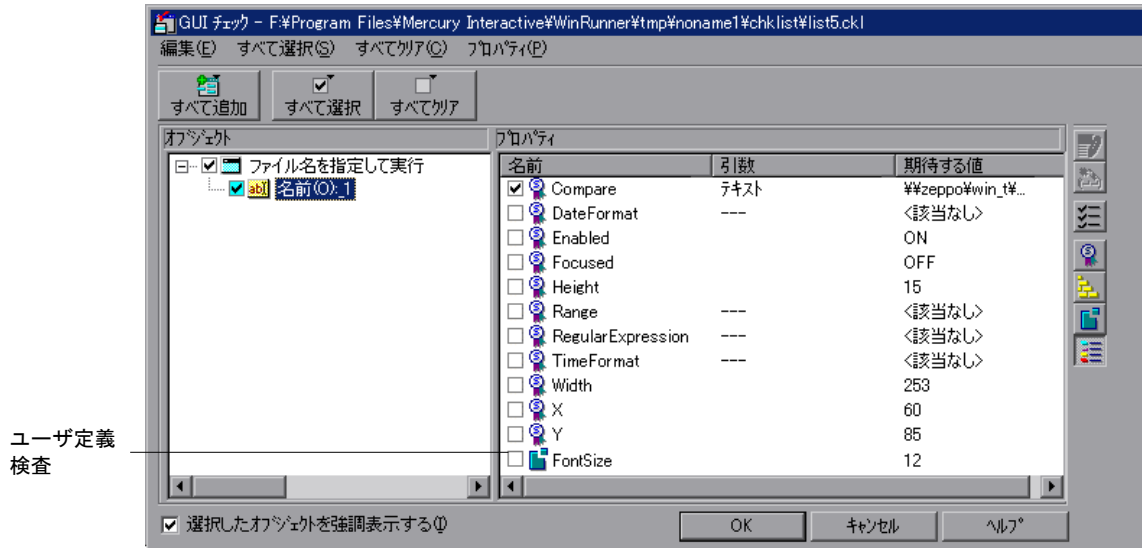 GUI チェック - F:¥Program Files¥Mercury Interactive¥WinRunner¥tmp¥noname1¥chklist¥list5.ckl
編集(E) すべて選択(S) すべてクリア(C) プロパティ(P)
すべて追加 すべて選択 すべてクリア
オブジェクト
ファイル名を指定して実行
名前(O):_1
プロパティ
名前 引数 期待する値
Compare テキスト ¥¥zeppo¥win_t¥...
DateFormat --- <該当なし>
Enabled ON
Focused OFF
Height 15
Range --- <該当なし>
RegularExpression --- <該当なし>
TimeFormat --- <該当なし>
Width 253
X 60
Y 85
FontSize 12
ユーザ定義
検査
選択したオブジェクトを強調表示する(I)
OK キャンセル ヘルプ